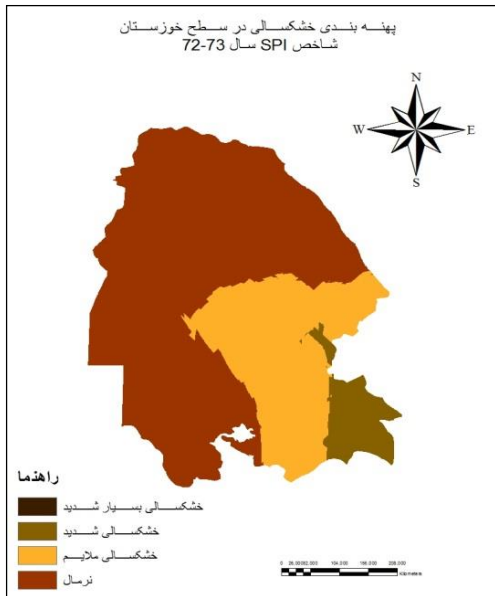 پهنه بندی خشکسالی در سطح خوزستان
شاخص SPI سال 72-73
N
W E
S
راهنما
خشکسالی بسیار شدید
خشکسالی شدید
خشکسالی ملایم
نرمال